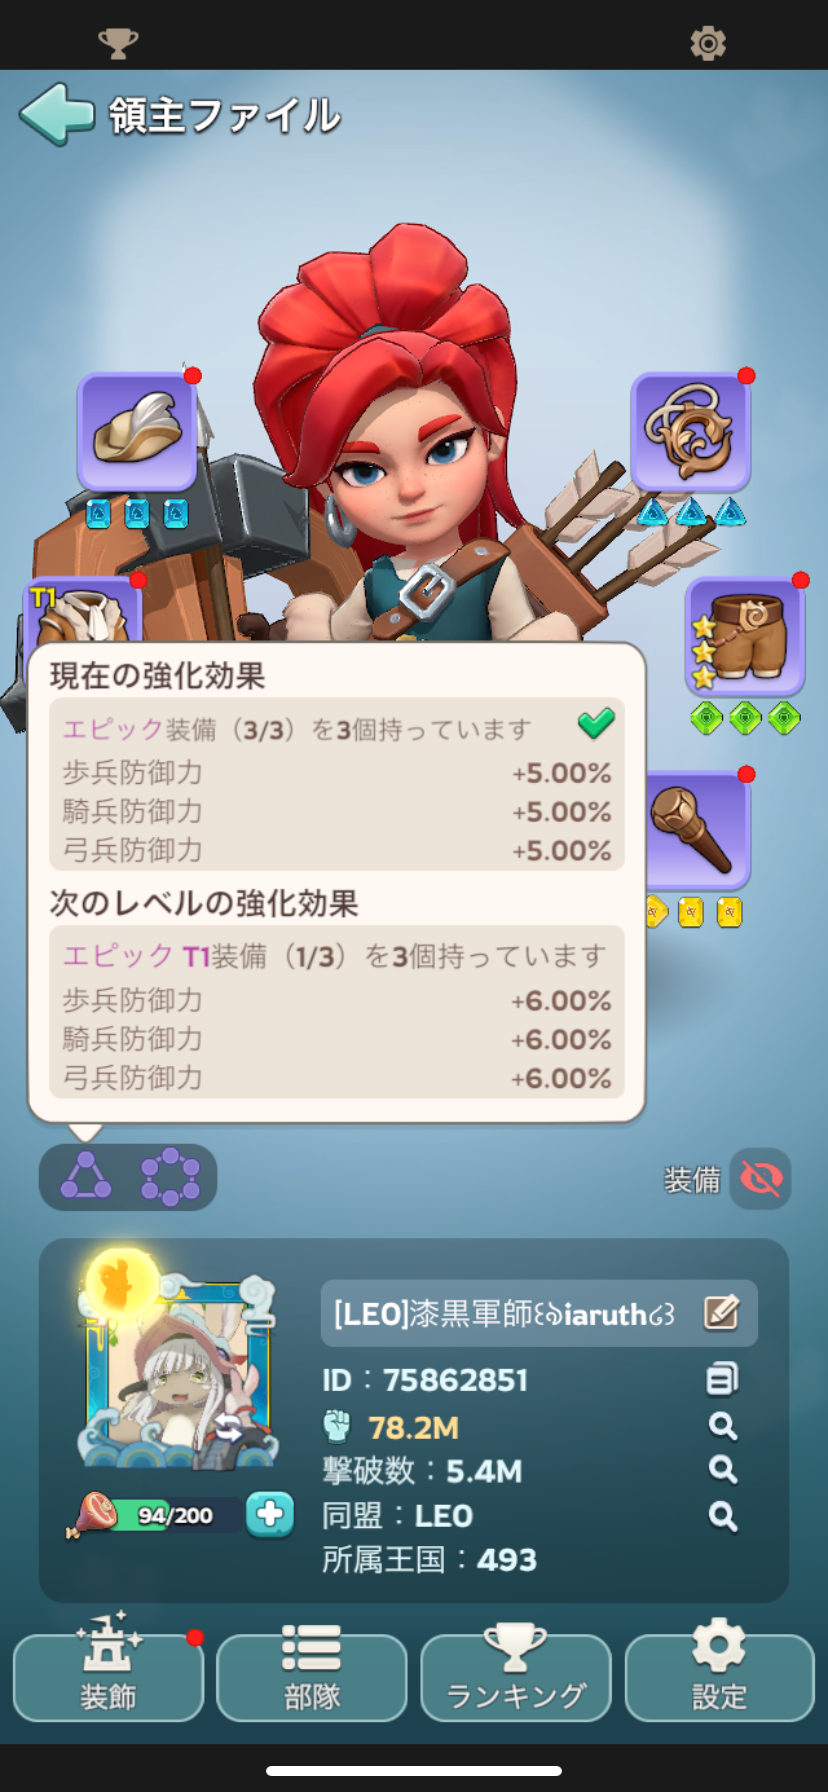 領主ファイル
T1
現在の強化効果
エピック装備（3/3）を3個持っています
歩兵防御力 +5.00%
騎兵防御力 +5.00%
弓兵防御力 +5.00%
次のレベルの強化効果
エピック T1装備（1/3）を3個持っています
歩兵防御力 +6.00%
騎兵防御力 +6.00%
弓兵防御力 +6.00%
装備
[LEO]漆黒軍師꒰ঌiaruth໒꒱
ID：75862851
78.2M
撃破数：5.4M
94/200
同盟：LEO
所属王国：493
装飾
部隊
ランキング
設定